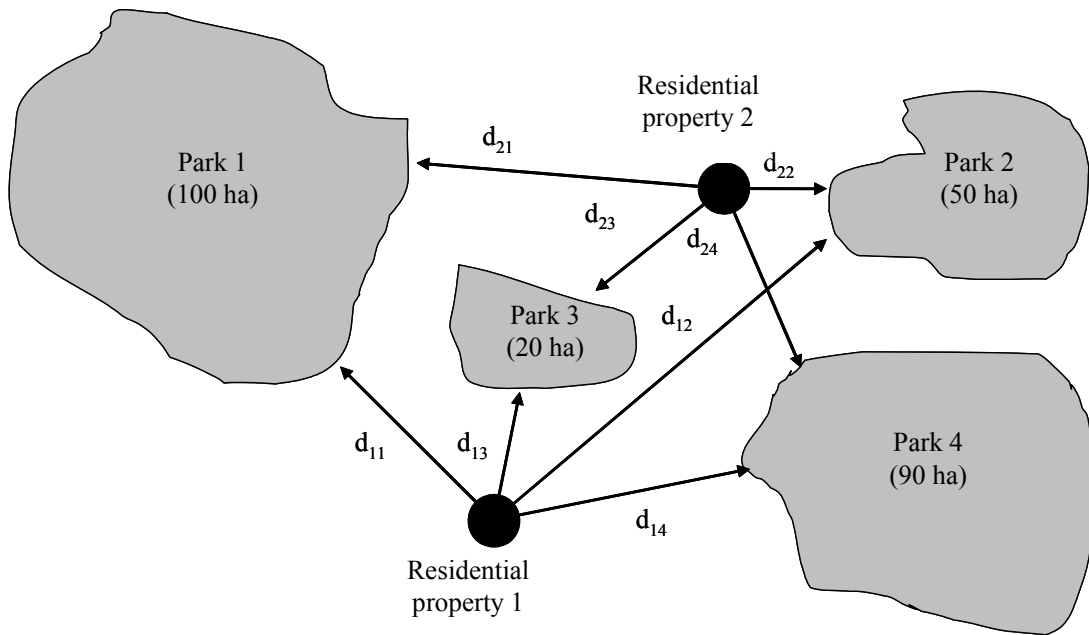 Residential
property 2
d21
d22
Park 1
(100 ha)
Park 2
(50 ha)
d23
d24
Park 3
(20 ha)
d12
d11
d13
Park 4
(90 ha)
d14
Residential
property 1